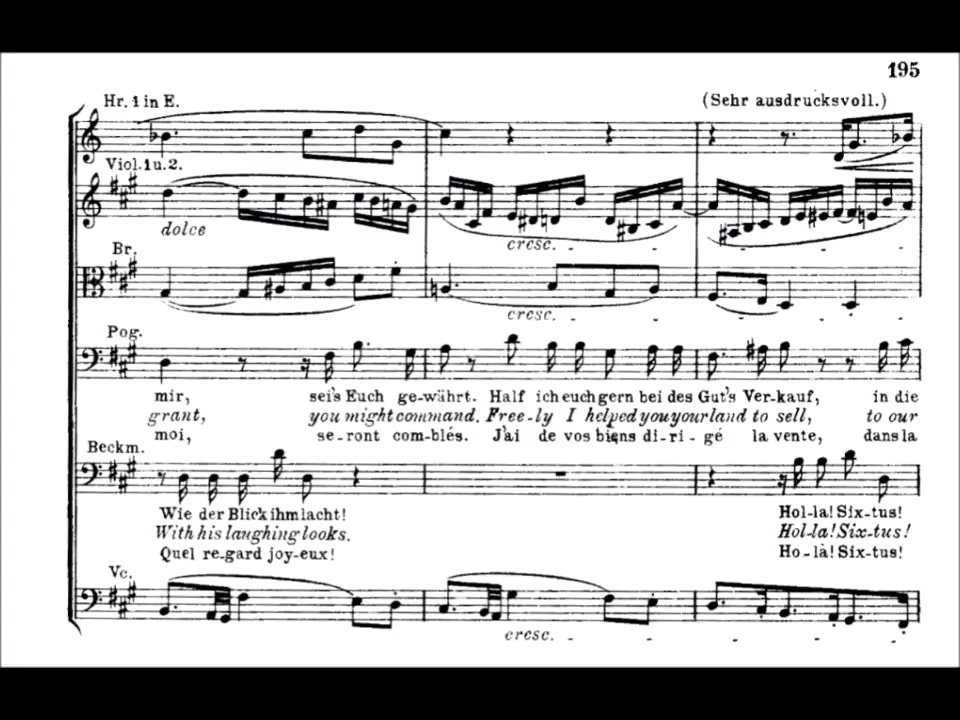 195
Hr. 1 in E.
(Sehr ausdrucksvoll.)
Viol. 1 u. 2.
dolce
cresc.
Br.
cresc.
Pog.
mir, sei's Euch ge-währt. Half ich euch gern bei des Gut's Ver-kauf, in die
grant, you might command. Free-ly I helped you your land to sell, to our
moi, se-ront com-blés. J'ai de vos biens di-ri-gé la vente, dans la
Beckm.
Wie der Blick ihm lacht! Hol-la! Six-tus!
With his laughing looks. Hol-la! Six-tus!
Quel re-gard joy-eux! Ho-là! Six-tus!
Vc.
cresc.